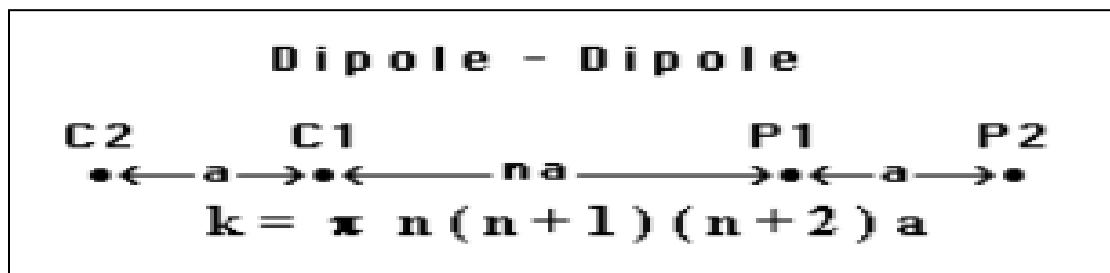 Dipole - Dipole
C2 C1 P1 P2
a na a
k = π n(n+1)(n+2)a